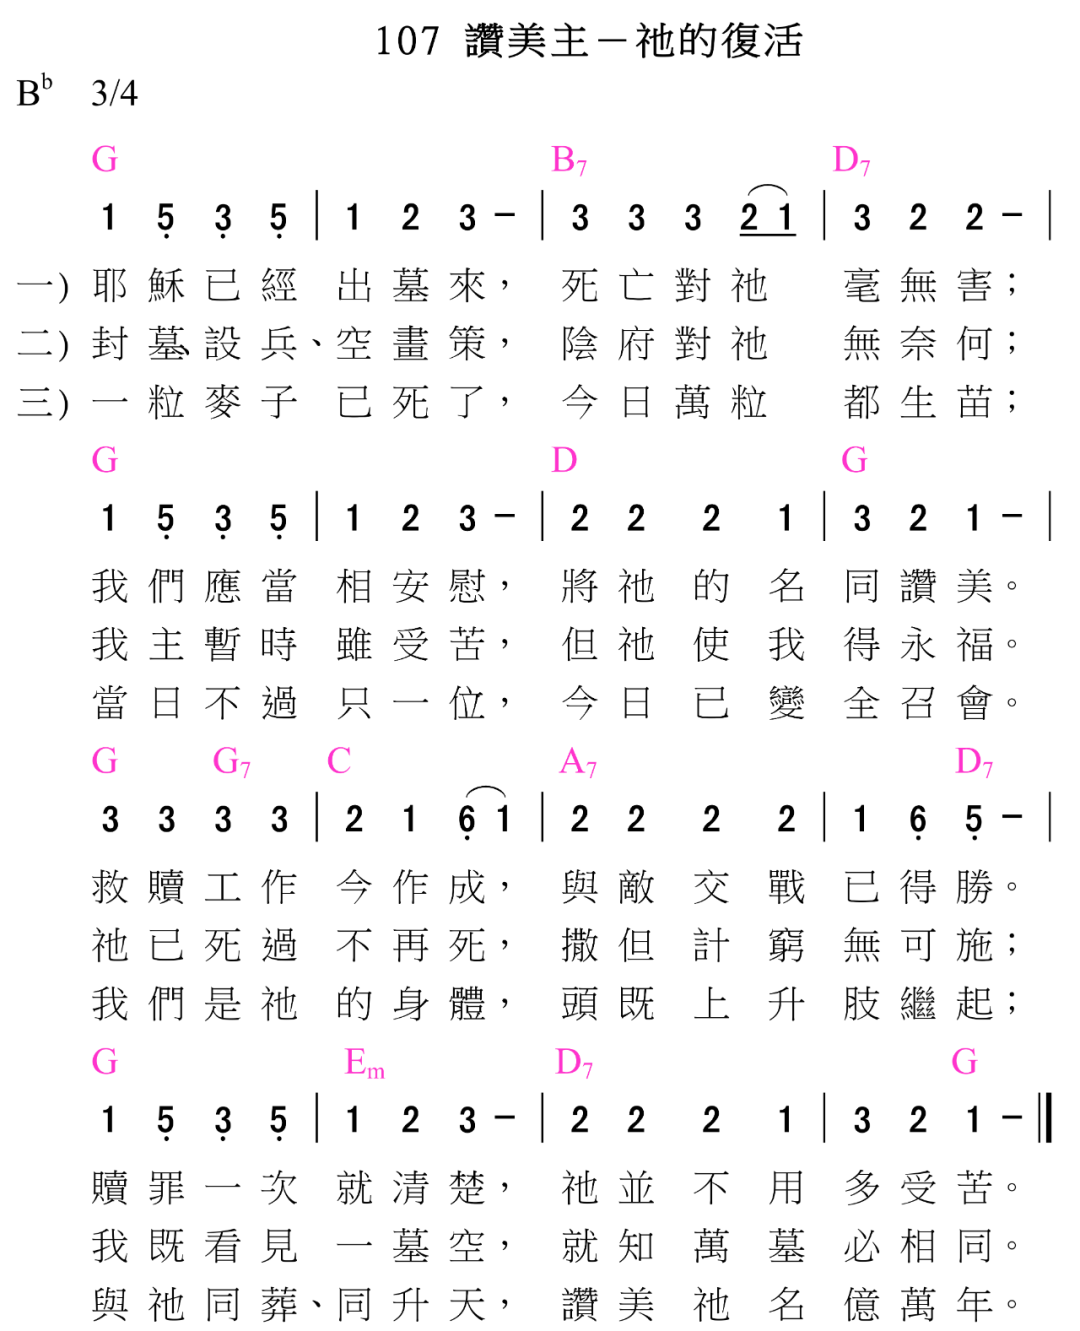 107 讚美主－祂的復活
Bb 3/4
G B7 D7
1 5̣ 3̣ 5̣ | 1 2 3 – | 3 3 3 2 1 | 3 2 2 – |
一) 耶穌已經出墓來，死亡對祂毫無害；
二) 封墓、設兵、空畫策，陰府對祂無奈何；
三) 一粒麥子已死了，今日萬粒都生苗；
G D G
1 5̣ 3̣ 5̣ | 1 2 3 – | 2 2 2 1 | 3 2 1 – |
我們應當相安慰，將祂的名同讚美。
我主暫時雖受苦，但祂使我得永福。
當日不過只一位，今日已變全召會。
G G7 C A7 D7
3 3 3 3 | 2 1 6̣ 1 | 2 2 2 2 | 1 6̣ 5̣ – |
救贖工作今作成，與敵交戰已得勝。
祂已死過不再死，撒但計窮無可施；
我們是祂的身體，頭既上升肢繼起；
G Em D7 G
1 5̣ 3̣ 5̣ | 1 2 3 – | 2 2 2 1 | 3 2 1 – ‖
贖罪一次就清楚，祂並不用多受苦。
我既看見一墓空，就知萬墓必相同。
與祂同葬、同升天，讚美祂名億萬年。